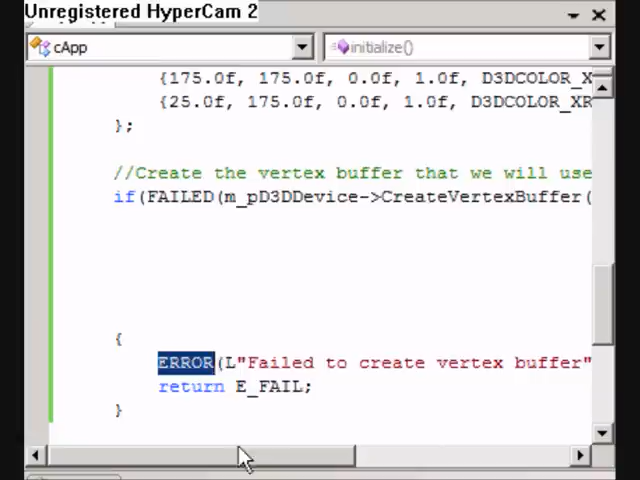 Unregistered HyperCam 2
cApp
initialize()
{175.0f, 175.0f, 0.0f, 1.0f, D3DCOLOR_X
{25.0f, 175.0f, 0.0f, 1.0f, D3DCOLOR_XR
};
//Create the vertex buffer that we will use
if(FAILED(m_pD3DDevice->CreateVertexBuffer(
{
ERROR(L"Failed to create vertex buffer"
return E_FAIL;
}